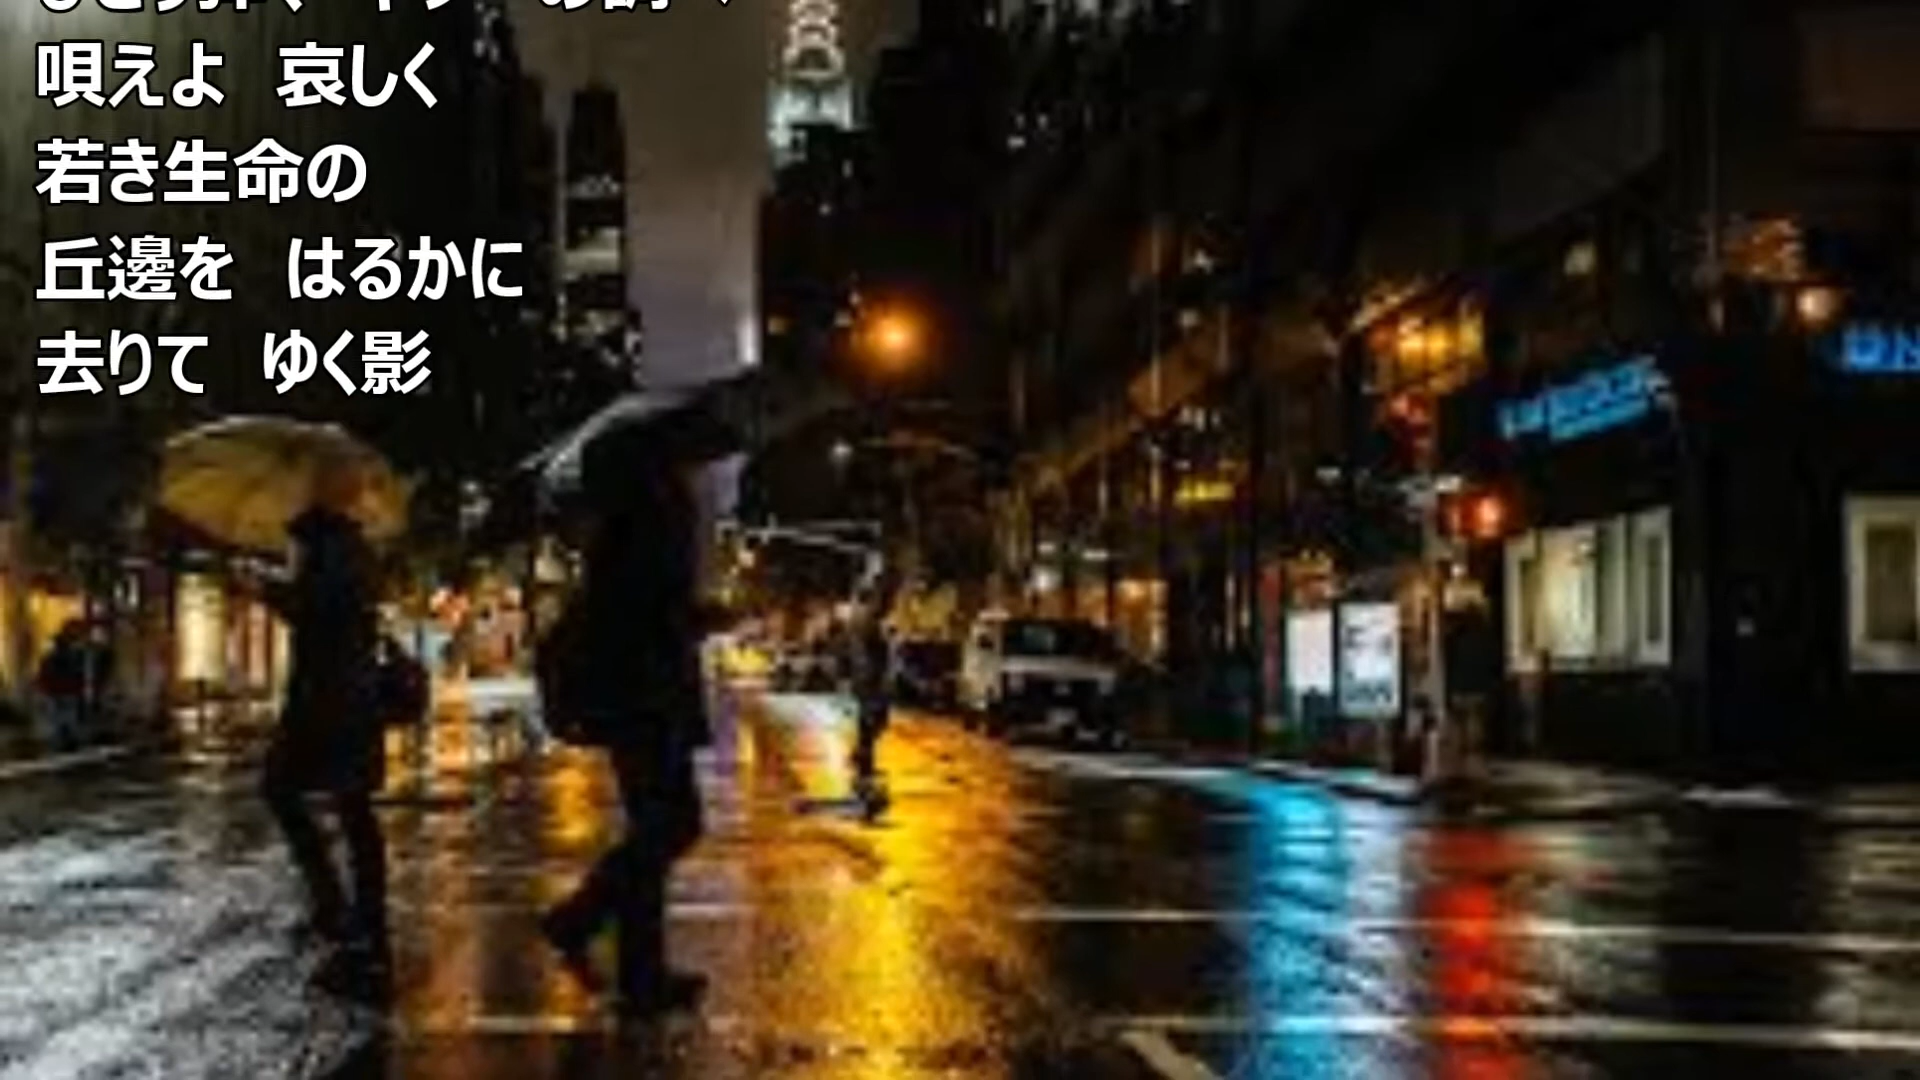 唄えよ　哀しく
若き生命の
丘邊を　はるかに
去りて　ゆく影